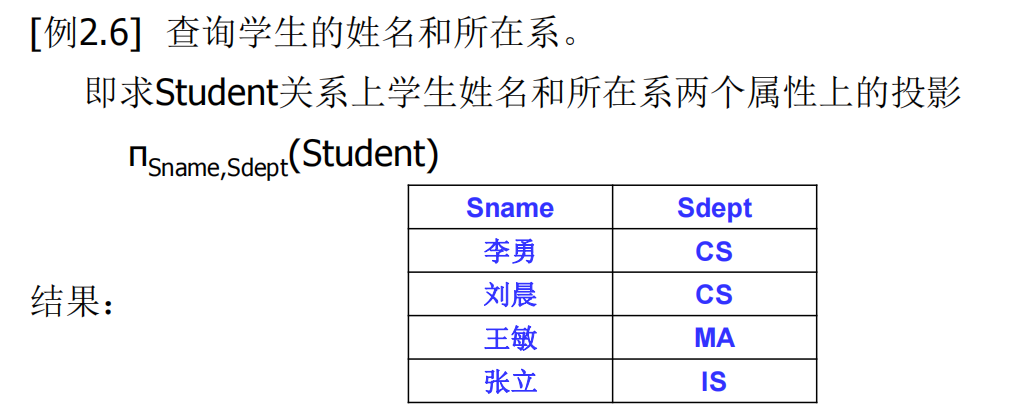 [例2.6] 查询学生的姓名和所在系。
即求Student关系上学生姓名和所在系两个属性上的投影
πSname,Sdept(Student)
结果：
Sname Sdept
李勇 CS
刘晨 CS
王敏 MA
张立 IS